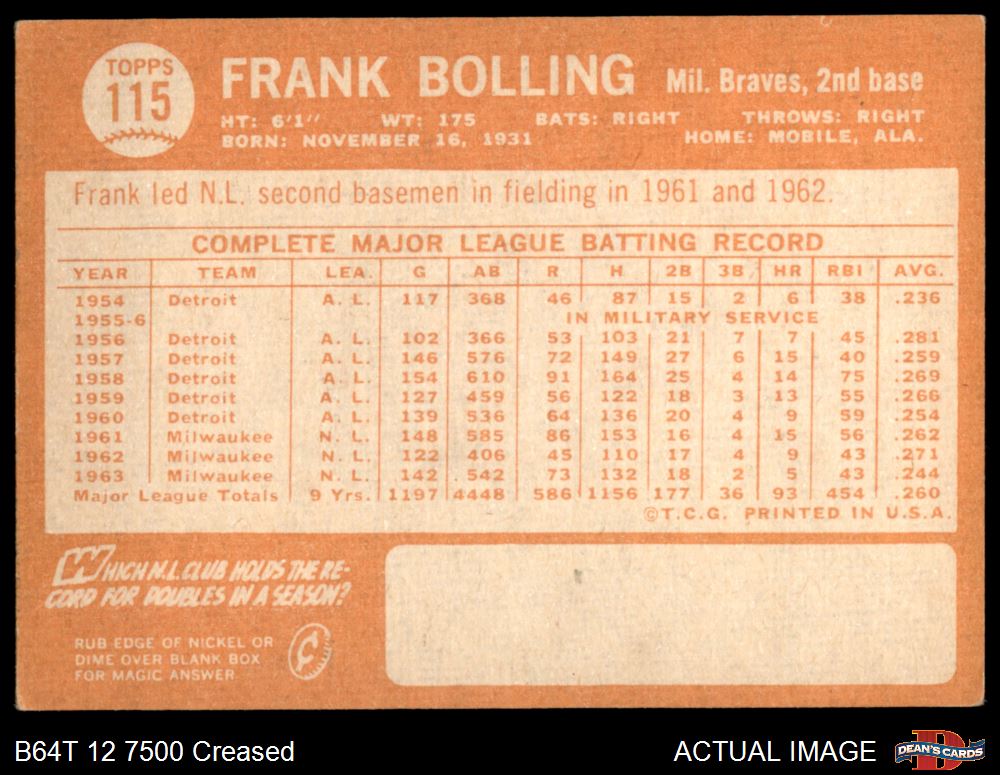 TOPPS
115
FRANK BOLLING Mil. Braves, 2nd base
HT: 6'1" WT: 175 BATS: RIGHT THROWS: RIGHT
BORN: NOVEMBER 16, 1931 HOME: MOBILE, ALA.
Frank led N.L. second basemen in fielding in 1961 and 1962.
COMPLETE MAJOR LEAGUE BATTING RECORD
YEAR TEAM LEA. G AB R H 2B 3B HR RBI AVG.
1954 Detroit A. L. 117 368 46 87 15 2 6 38 .236
1955-6 IN MILITARY SERVICE
1956 Detroit A. L. 102 366 53 103 21 7 7 45 .281
1957 Detroit A. L. 146 576 72 149 27 6 15 40 .259
1958 Detroit A. L. 154 610 91 164 25 4 14 75 .269
1959 Detroit A. L. 127 459 56 122 18 3 13 55 .266
1960 Detroit A. L. 139 536 64 136 20 4 9 59 .254
1961 Milwaukee N. L. 148 585 86 153 16 4 15 56 .262
1962 Milwaukee N. L. 122 406 45 110 17 4 9 43 .271
1963 Milwaukee N. L. 142 542 73 132 18 2 5 43 .244
Major League Totals 9 Yrs. 1197 4448 586 1156 177 36 93 454 .260
©T.C.G. PRINTED IN U.S.A.
WHICH N.L. CLUB HOLDS THE RE-
CORD FOR DOUBLES IN A SEASON?
RUB EDGE OF NICKEL OR
DIME OVER BLANK BOX
FOR MAGIC ANSWER
B64T 12 7500 Creased ACTUAL IMAGE DEAN'S CARDS